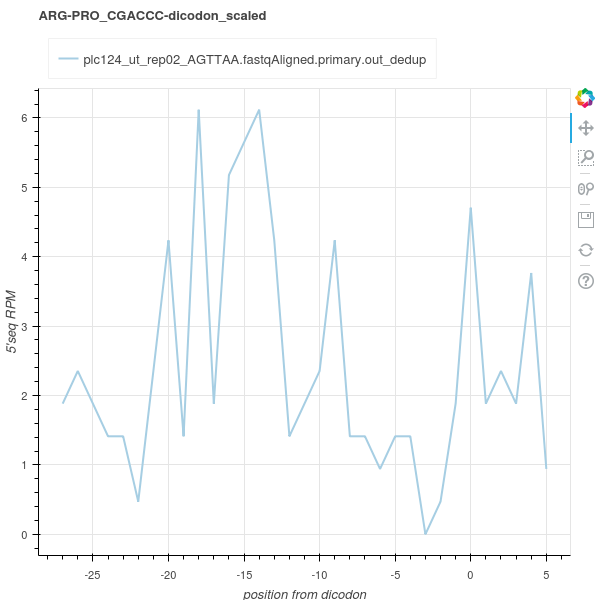 ARG-PRO_CGACCC-dicodon_scaled
plc124_ut_rep02_AGTTAA.fastqAligned.primary.out_dedup
6
5
4
3
2
1
0
5'seq RPM
-25 -20 -15 -10 -5 0 5
position from dicodon